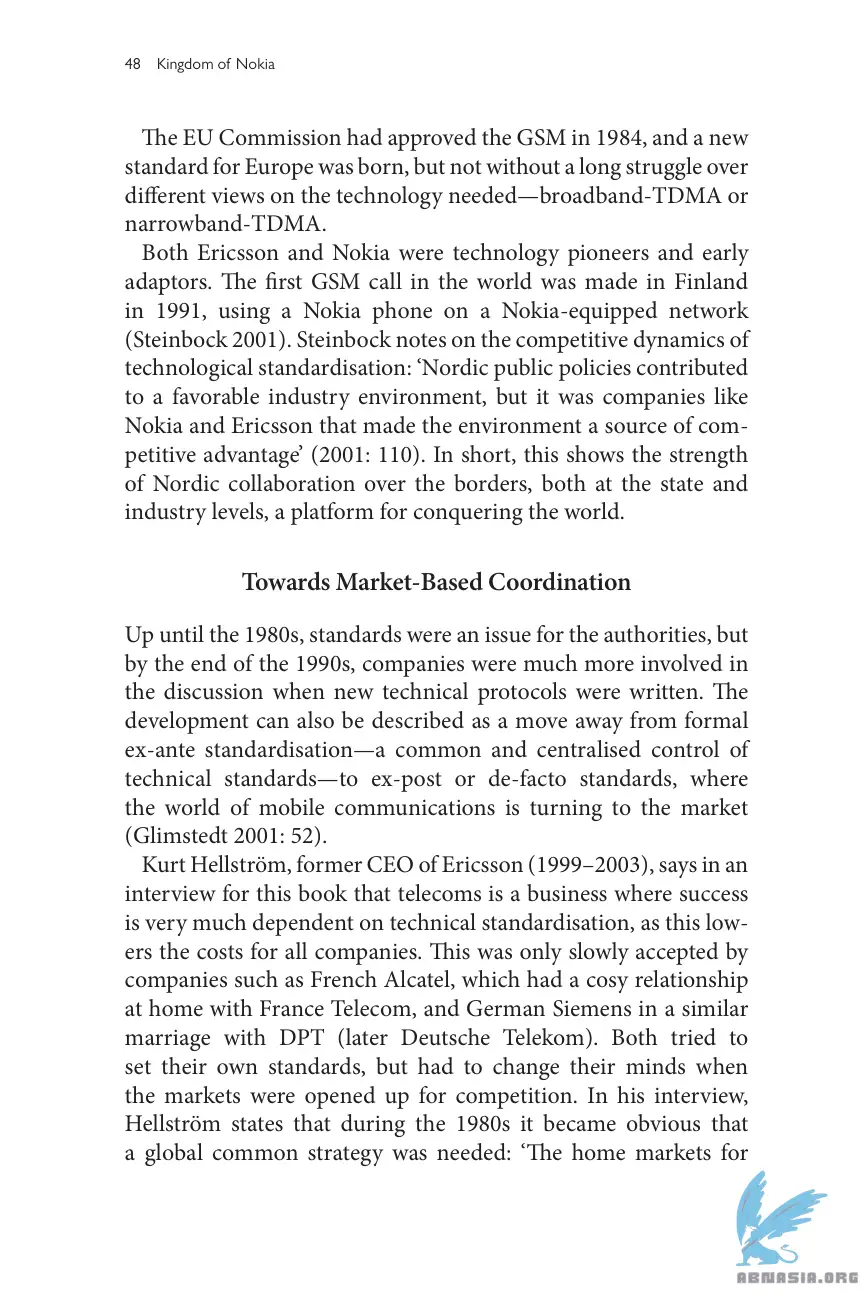 48 Kingdom of Nokia
The EU Commission had approved the GSM in 1984, and a new
standard for Europe was born, but not without a long struggle over
different views on the technology needed—broadband-TDMA or
narrowband-TDMA.
Both Ericsson and Nokia were technology pioneers and early
adaptors. The first GSM call in the world was made in Finland
in 1991, using a Nokia phone on a Nokia-equipped network
(Steinbock 2001). Steinbock notes on the competitive dynamics of
technological standardisation: ‘Nordic public policies contributed
to a favorable industry environment, but it was companies like
Nokia and Ericsson that made the environment a source of com-
petitive advantage’ (2001: 110). In short, this shows the strength
of Nordic collaboration over the borders, both at the state and
industry levels, a platform for conquering the world.
Towards Market-Based Coordination
Up until the 1980s, standards were an issue for the authorities, but
by the end of the 1990s, companies were much more involved in
the discussion when new technical protocols were written. The
development can also be described as a move away from formal
ex-ante standardisation—a common and centralised control of
technical standards—to ex-post or de-facto standards, where
the world of mobile communications is turning to the market
(Glimstedt 2001: 52).
Kurt Hellström, former CEO of Ericsson (1999–2003), says in an
interview for this book that telecoms is a business where success
is very much dependent on technical standardisation, as this low-
ers the costs for all companies. This was only slowly accepted by
companies such as French Alcatel, which had a cosy relationship
at home with France Telecom, and German Siemens in a similar
marriage with DPT (later Deutsche Telekom). Both tried to
set their own standards, but had to change their minds when
the markets were opened up for competition. In his interview,
Hellström states that during the 1980s it became obvious that
a global common strategy was needed: ‘The home markets for
ABNASIA.ORG